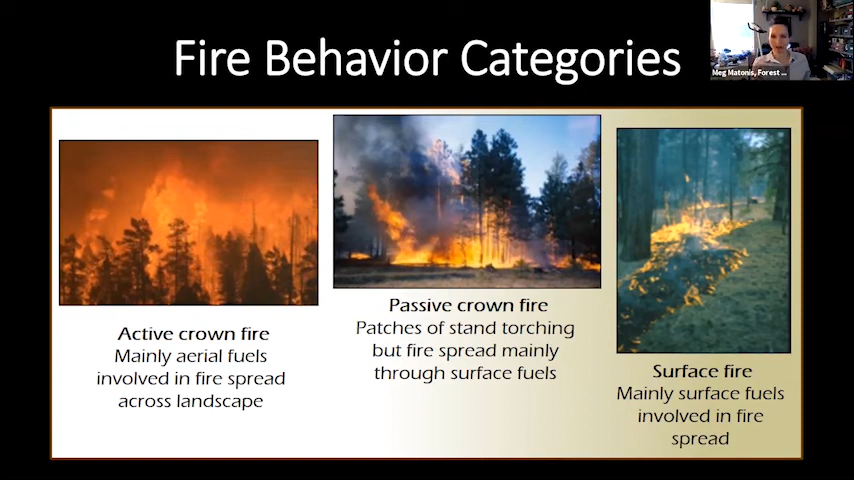 Fire Behavior Categories
Meg Matonis, Forest ...
Active crown fire
Mainly aerial fuels
involved in fire spread
across landscape
Passive crown fire
Patches of stand torching
but fire spread mainly
through surface fuels
Surface fire
Mainly surface fuels
involved in fire
spread